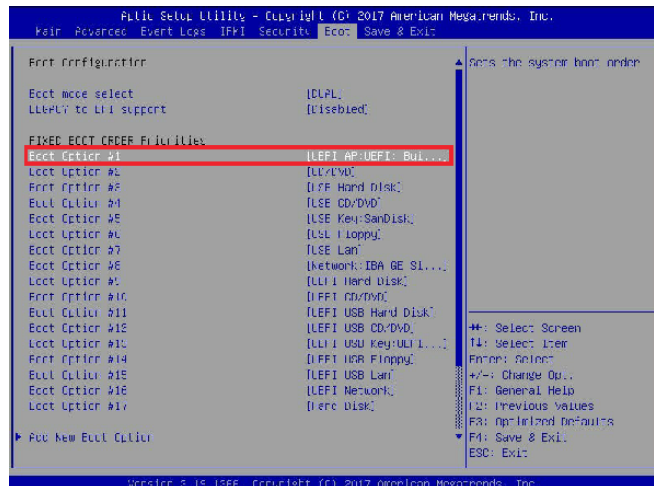 Aptio Setup Utility - Copyright (C) 2017 American Megatrends, Inc.
Main Advanced Event Logs IPMI Security Boot Save & Exit
Boot Configuration
Sets the system boot order
Boot mode select [DUAL]
LEGACY to EFI support [Disabled]
FIXED BOOT ORDER Priorities
Boot Option #1 [UEFI AP:UEFI: Bui...]
Boot Option #2 [CD/DVD]
Boot Option #3 [USB Hard Disk]
Boot Option #4 [USB CD/DVD]
Boot Option #5 [USB Key:SanDisk]
Boot Option #6 [USB Floppy]
Boot Option #7 [USB Lan]
Boot Option #8 [Network:IBA GE Sl...]
Boot Option #9 [UEFI Hard Disk]
Boot Option #10 [UEFI CD/DVD]
Boot Option #11 [UEFI USB Hard Disk]
Boot Option #12 [UEFI USB CD/DVD]
Boot Option #13 [UEFI USB Key:UEFI...]
Boot Option #14 [UEFI USB Floppy]
Boot Option #15 [UEFI USB Lan]
Boot Option #16 [UEFI Network]
Boot Option #17 [Hard Disk]
Add New Boot Option
: Select Screen
↑↓: Select Item
Enter: Select
+/-: Change Opt.
F1: General Help
F2: Previous Values
F3: Optimized Defaults
F4: Save & Exit
ESC: Exit
Version Copyright (C) 2017 American Megatrends, Inc.